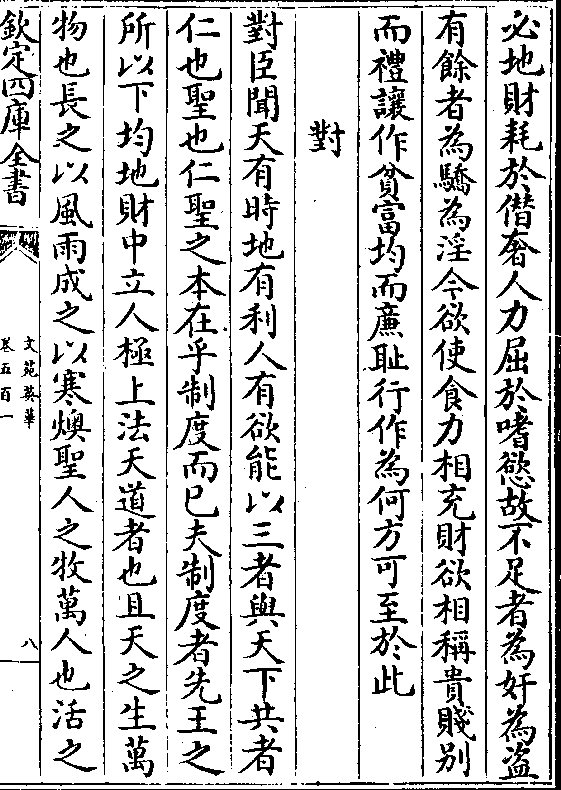 必地財耗於僭奢人力屈於嗜慾故不足者為奸為盗
有餘者為驕為淫今欲使食力相充財欲相稱貴賤別
而禮讓作貧富均而廉耻行作為何方可至於此
對
對臣聞天有時地有利人有欲能以三者與天下共者
仁也聖也仁聖之本在乎制度而已夫制度者先王之
所以下均地財中立人極上法天道者也且天之生萬
物也長之以風雨成之以寒燠聖人之牧萬人也活之
欽定四庫全書
文苑英華
卷五百一
八